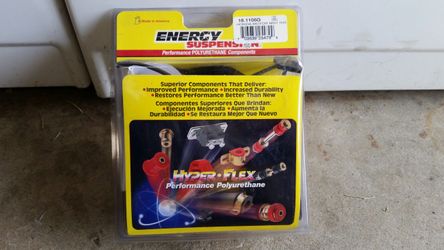 Made in America
ENERGY
SUSPENSION
Performance POLYURETHANE Components
16.1105G
Superior Components That Deliver:
•Improved Performance •Increased Durability
•Restores Performance Better Than New
Componentes Superiores Que Brindan:
•Ejecución Mejorada •Aumenta la
Durabilidad •Se Restaura Mejor Que Nuevo
HYPER•FLEX
Performance Polyurethane